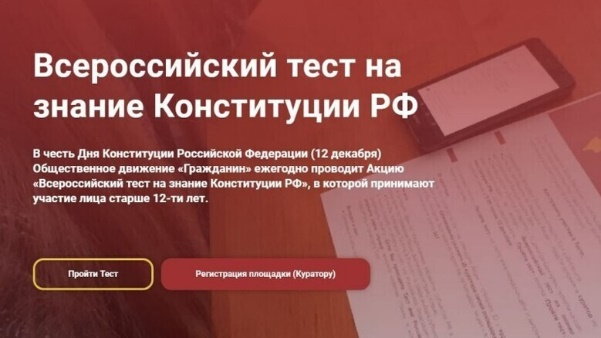 Всероссийский тест на
знание Конституции РФ
В честь Дня Конституции Российской Федерации (12 декабря)
Общественное движение «Гражданин» ежегодно проводит Акцию
«Всероссийский тест на знание Конституции РФ», в которой принимают
участие лица старше 12-ти лет.
Пройти Тест
Регистрация площадки (Куратору)